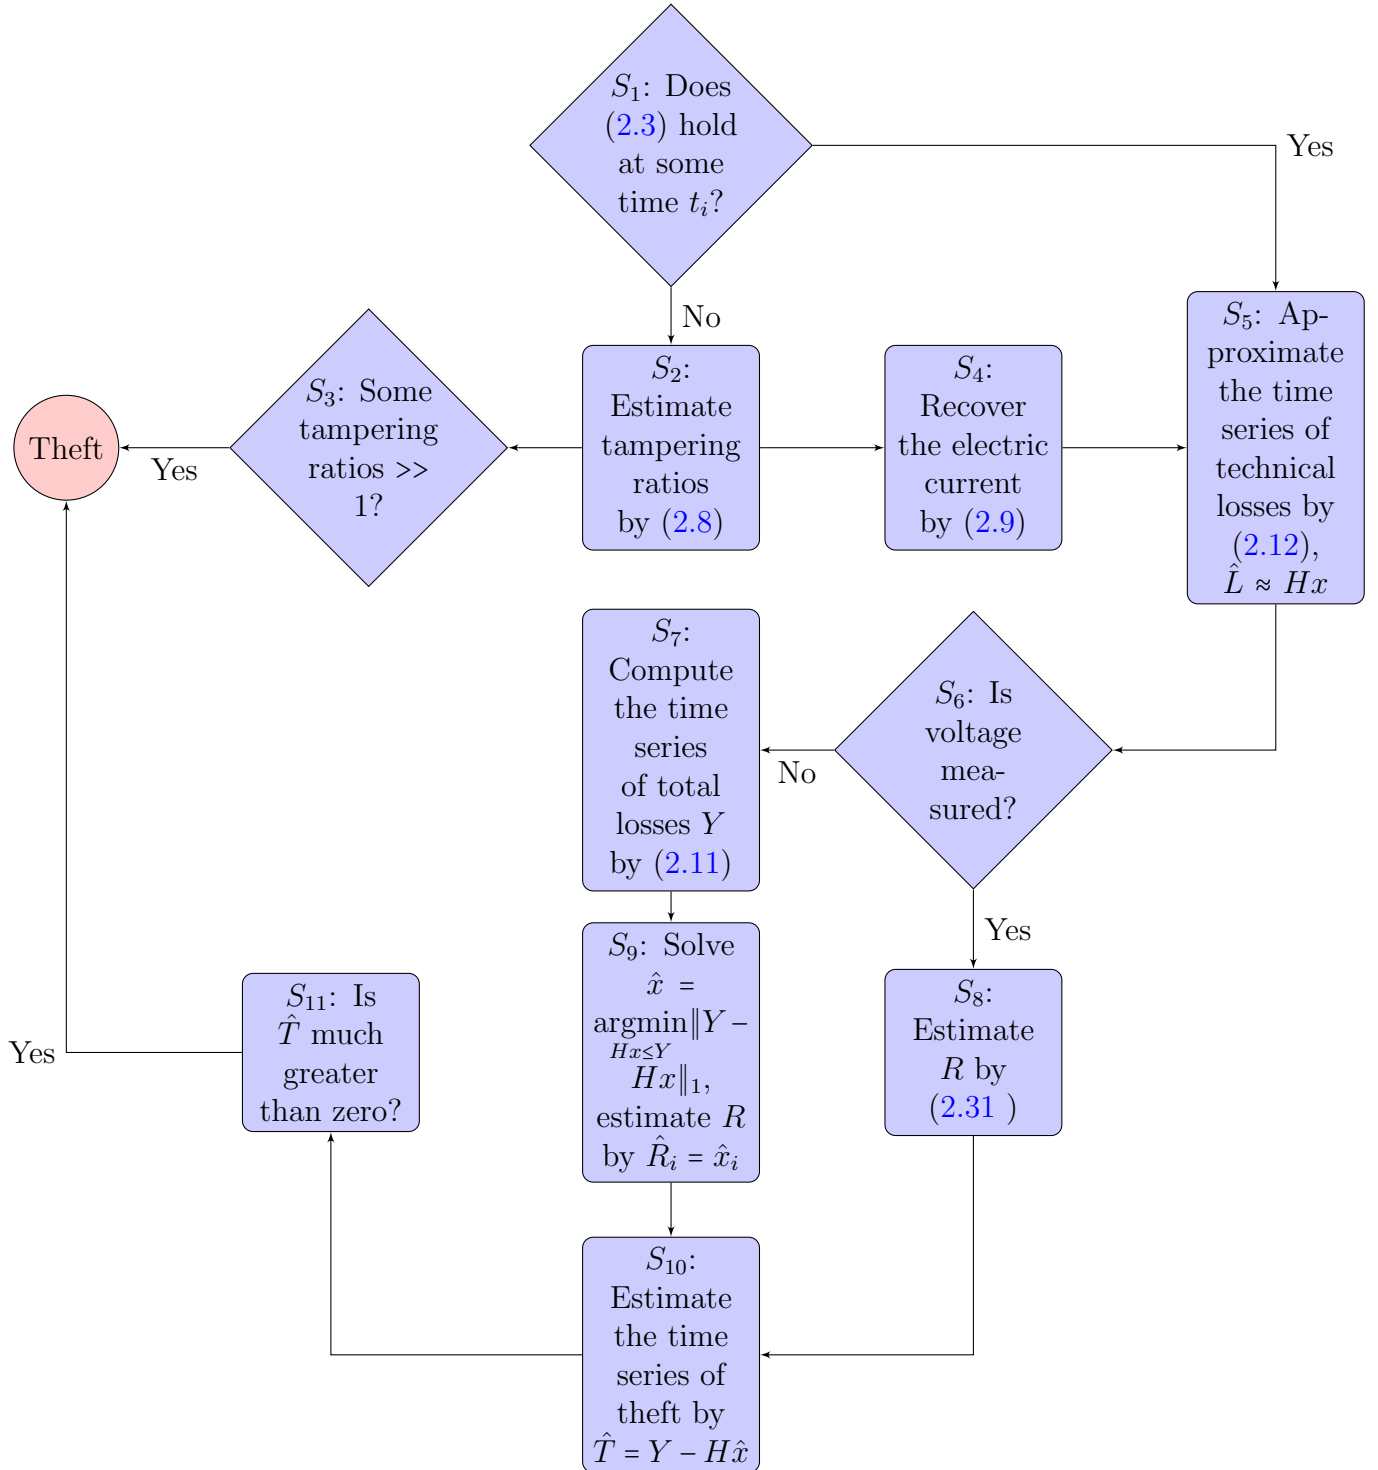 S₁: Does
(2.3) hold
at some
time tᵢ?
Yes
No
S₂:
Estimate
tampering
ratios
by (2.8)
S₃: Some
tampering
ratios >>
1?
Yes
Theft
S₄:
Recover
the electric
current
by (2.9)
S₅: Ap-
proximate
the time
series of
technical
losses by
(2.12),
L̂ ≈ Hx
S₆: Is
voltage
mea-
sured?
No
Yes
S₇:
Compute
the time
series
of total
losses Y
by (2.11)
S₈:
Estimate
R by
(2.31 )
S₉: Solve
x̂ =
argmin‖Y −
Hx≤Y
Hx‖₁,
estimate R
by R̂ᵢ = x̂ᵢ
S₁₀:
Estimate
the time
series of
theft by
T̂ = Y − Hx̂
S₁₁: Is
T̂ much
greater
than zero?
Yes